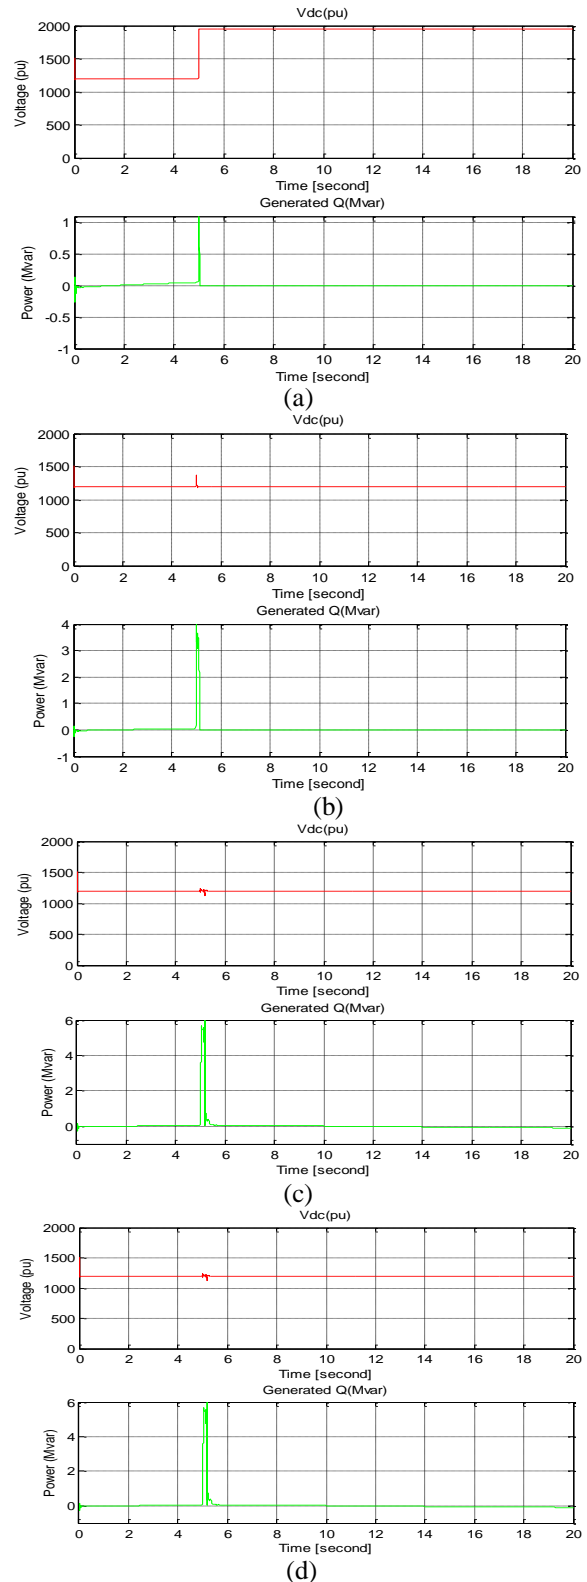 Vdc(pu)
2000
1500
1000
500
0
Voltage (pu)
0 2 4 6 8 10 12 14 16 18 20
Time [second]
Generated Q(Mvar)
1
0.5
0
-0.5
-1
Power (Mvar)
0 2 4 6 8 10 12 14 16 18 20
Time [second]
(a)
Vdc(pu)
2000
1500
1000
500
0
Voltage (pu)
0 2 4 6 8 10 12 14 16 18 20
Time [second]
Generated Q(Mvar)
4
3
2
1
0
-1
Power (Mvar)
0 2 4 6 8 10 12 14 16 18 20
Time [second]
(b)
Vdc(pu)
2000
1500
1000
500
0
Voltage (pu)
0 2 4 6 8 10 12 14 16 18 20
Time [second]
Generated Q(Mvar)
6
4
2
0
Power (Mvar)
0 2 4 6 8 10 12 14 16 18 20
Time [second]
(c)
Vdc(pu)
2000
1500
1000
500
0
Voltage (pu)
0 2 4 6 8 10 12 14 16 18 20
Time [second]
Generated Q(Mvar)
6
4
2
0
Power (Mvar)
0 2 4 6 8 10 12 14 16 18 20
Time [second]
(d)